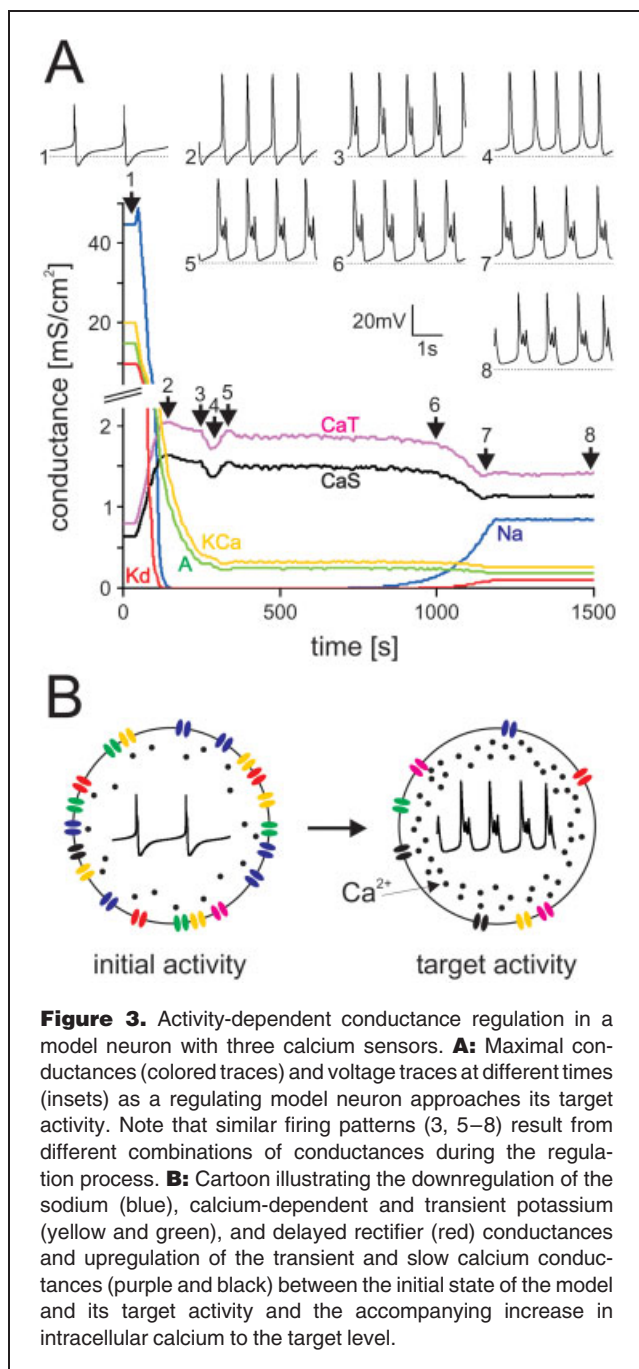 A
1
2
3
4
5
6
7
8
20mV
1s
1
conductance [mS/cm2]
40
20
0
2
1
0
2
3
4
5
6
7
8
CaT
CaS
KCa
A
Kd
Na
0
500
1000
1500
time [s]
B
Ca2+
initial activity
target activity
Figure 3. Activity-dependent conductance regulation in a
model neuron with three calcium sensors. A: Maximal con-
ductances (colored traces) and voltage traces at different times
(insets) as a regulating model neuron approaches its target
activity. Note that similar firing patterns (3, 5–8) result from
different combinations of conductances during the regula-
tion process. B: Cartoon illustrating the downregulation of the
sodium (blue), calcium-dependent and transient potassium
(yellow and green), and delayed rectifier (red) conductances
and upregulation of the transient and slow calcium conduc-
tances (purple and black) between the initial state of the model
and its target activity and the accompanying increase in
intracellular calcium to the target level.